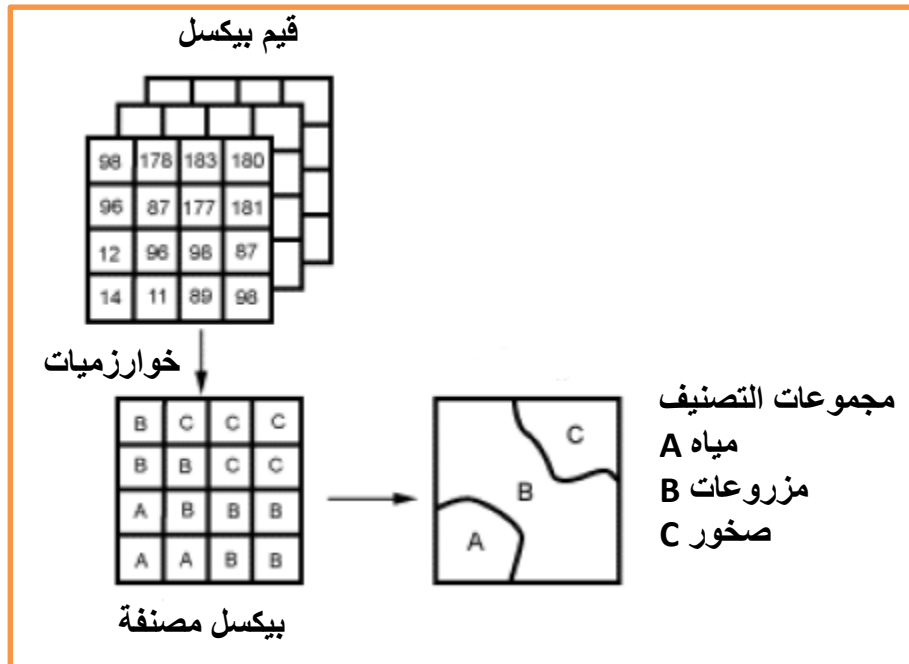 قيم بيكسل
98 178 183 180
96 87 177 181
12 96 98 87
14 11 89 98
خوارزميات
B C C C
B B C C
A B B B
A A B B
بيكسل مصنفة
C
B
A
مجموعات التصنيف
مياه A
مزروعات B
صخور C